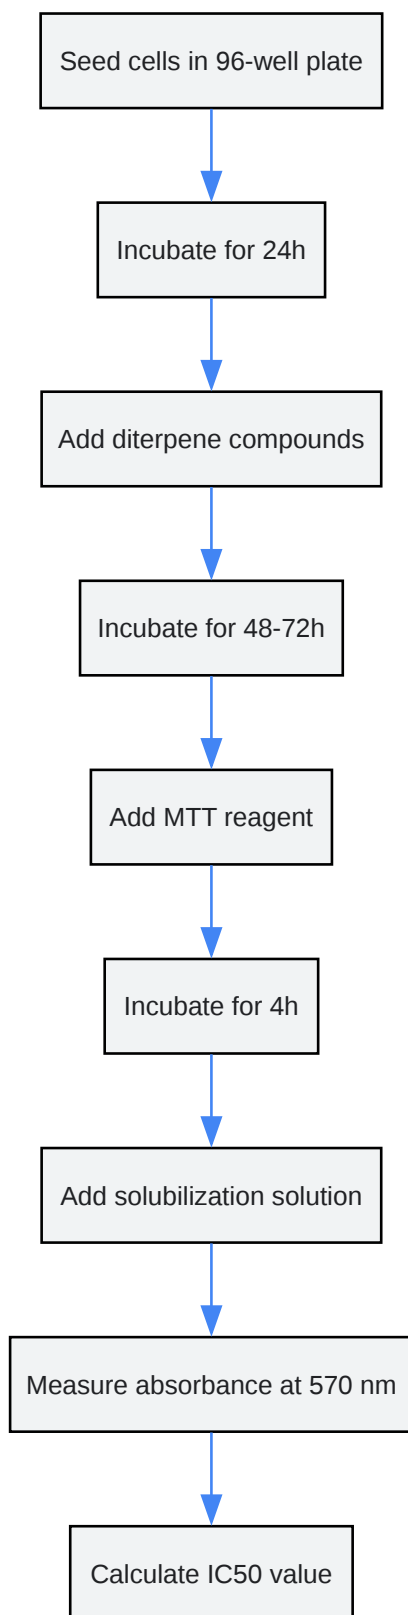 Seed cells in 96-well plate
Incubate for 24h
Add diterpene compounds
Incubate for 48-72h
Add MTT reagent
Incubate for 4h
Add solubilization solution
Measure absorbance at 570 nm
Calculate IC50 value